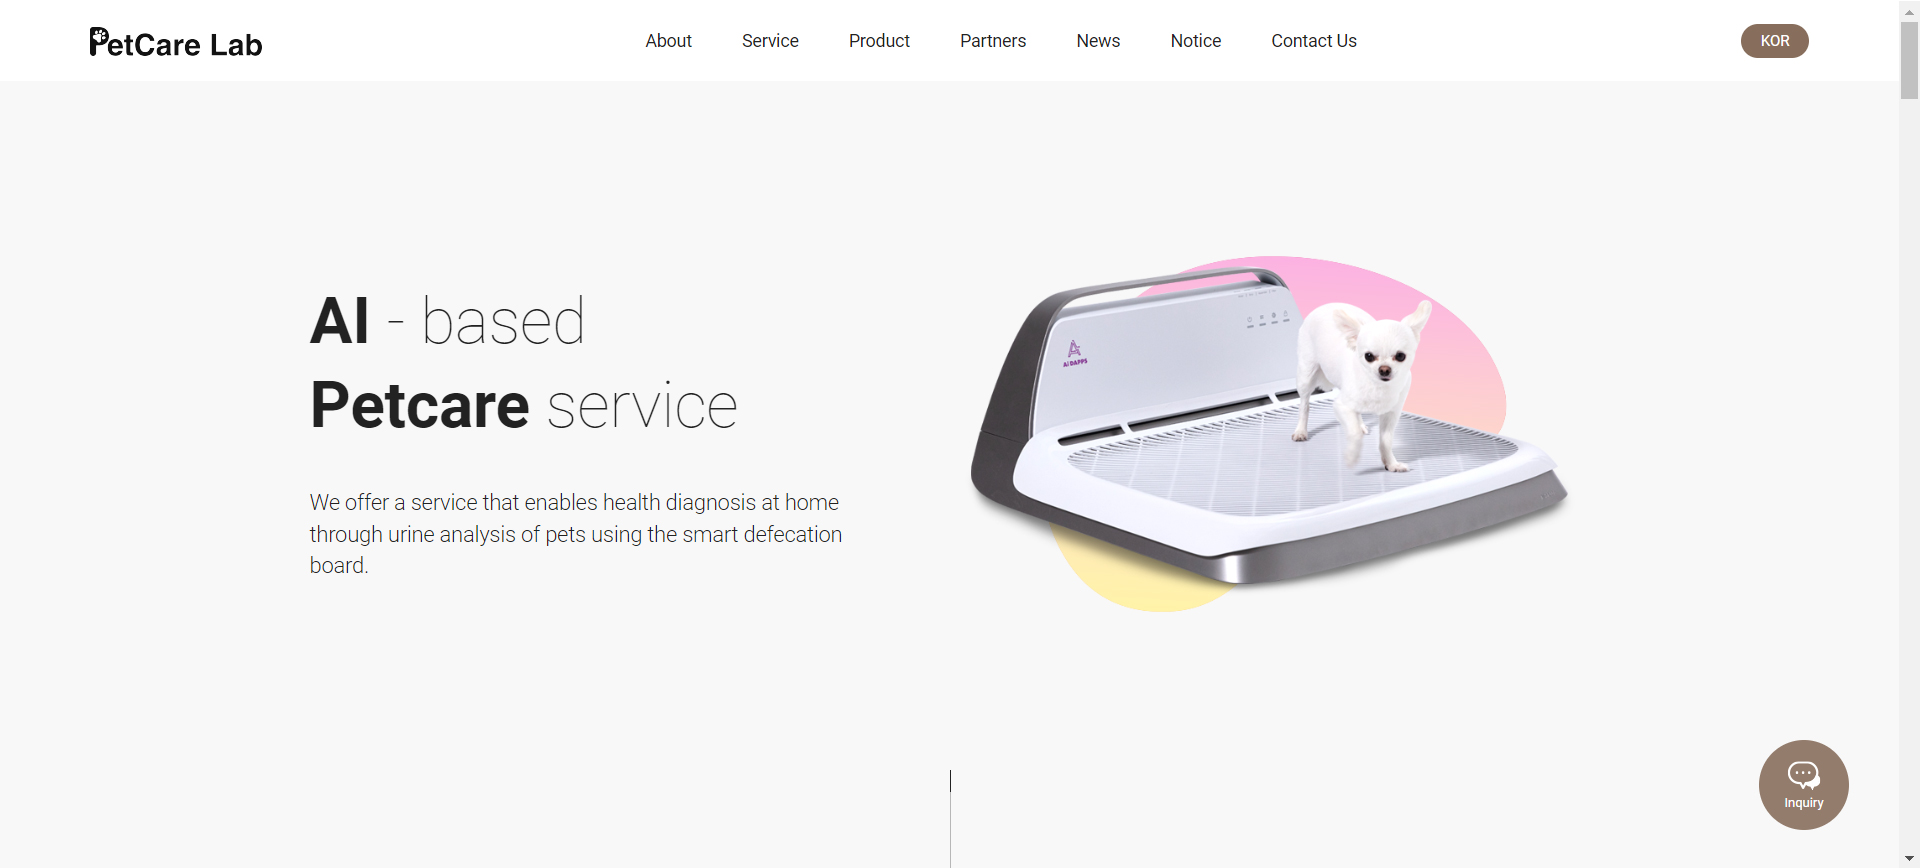 PetCare Lab
About
Service
Product
Partners
News
Notice
Contact Us
KOR
AI - based
Petcare service
We offer a service that enables health diagnosis at home
through urine analysis of pets using the smart defecation
board.
AI DAPPS
Inquiry